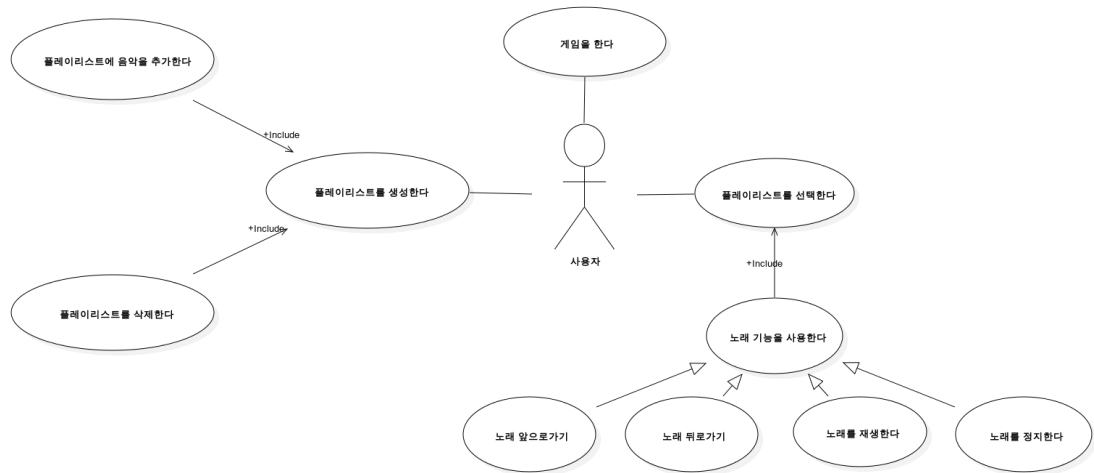 게임을 한다
플레이리스트에 음악을 추가한다
+Include
플레이리스트를 생성한다
플레이리스트를 선택한다
+Include
사용자
+Include
플레이리스트를 삭제한다
노래 기능을 사용한다
노래 앞으로가기
노래 뒤로가기
노래를 재생한다
노래를 정지한다